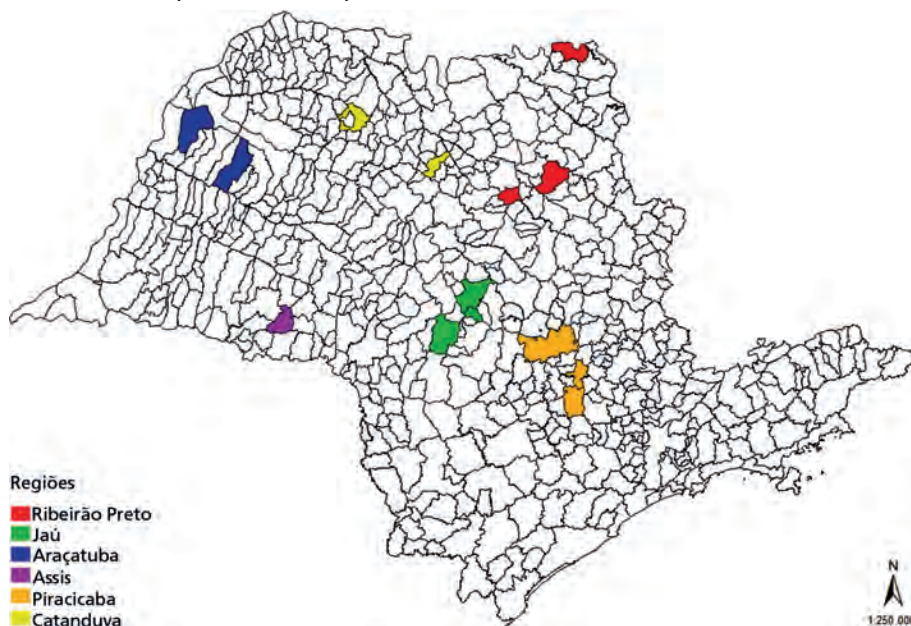 Regiões
Ribeirão Preto
Jaú
Araçatuba
Assis
Piracicaba
Catanduva
N